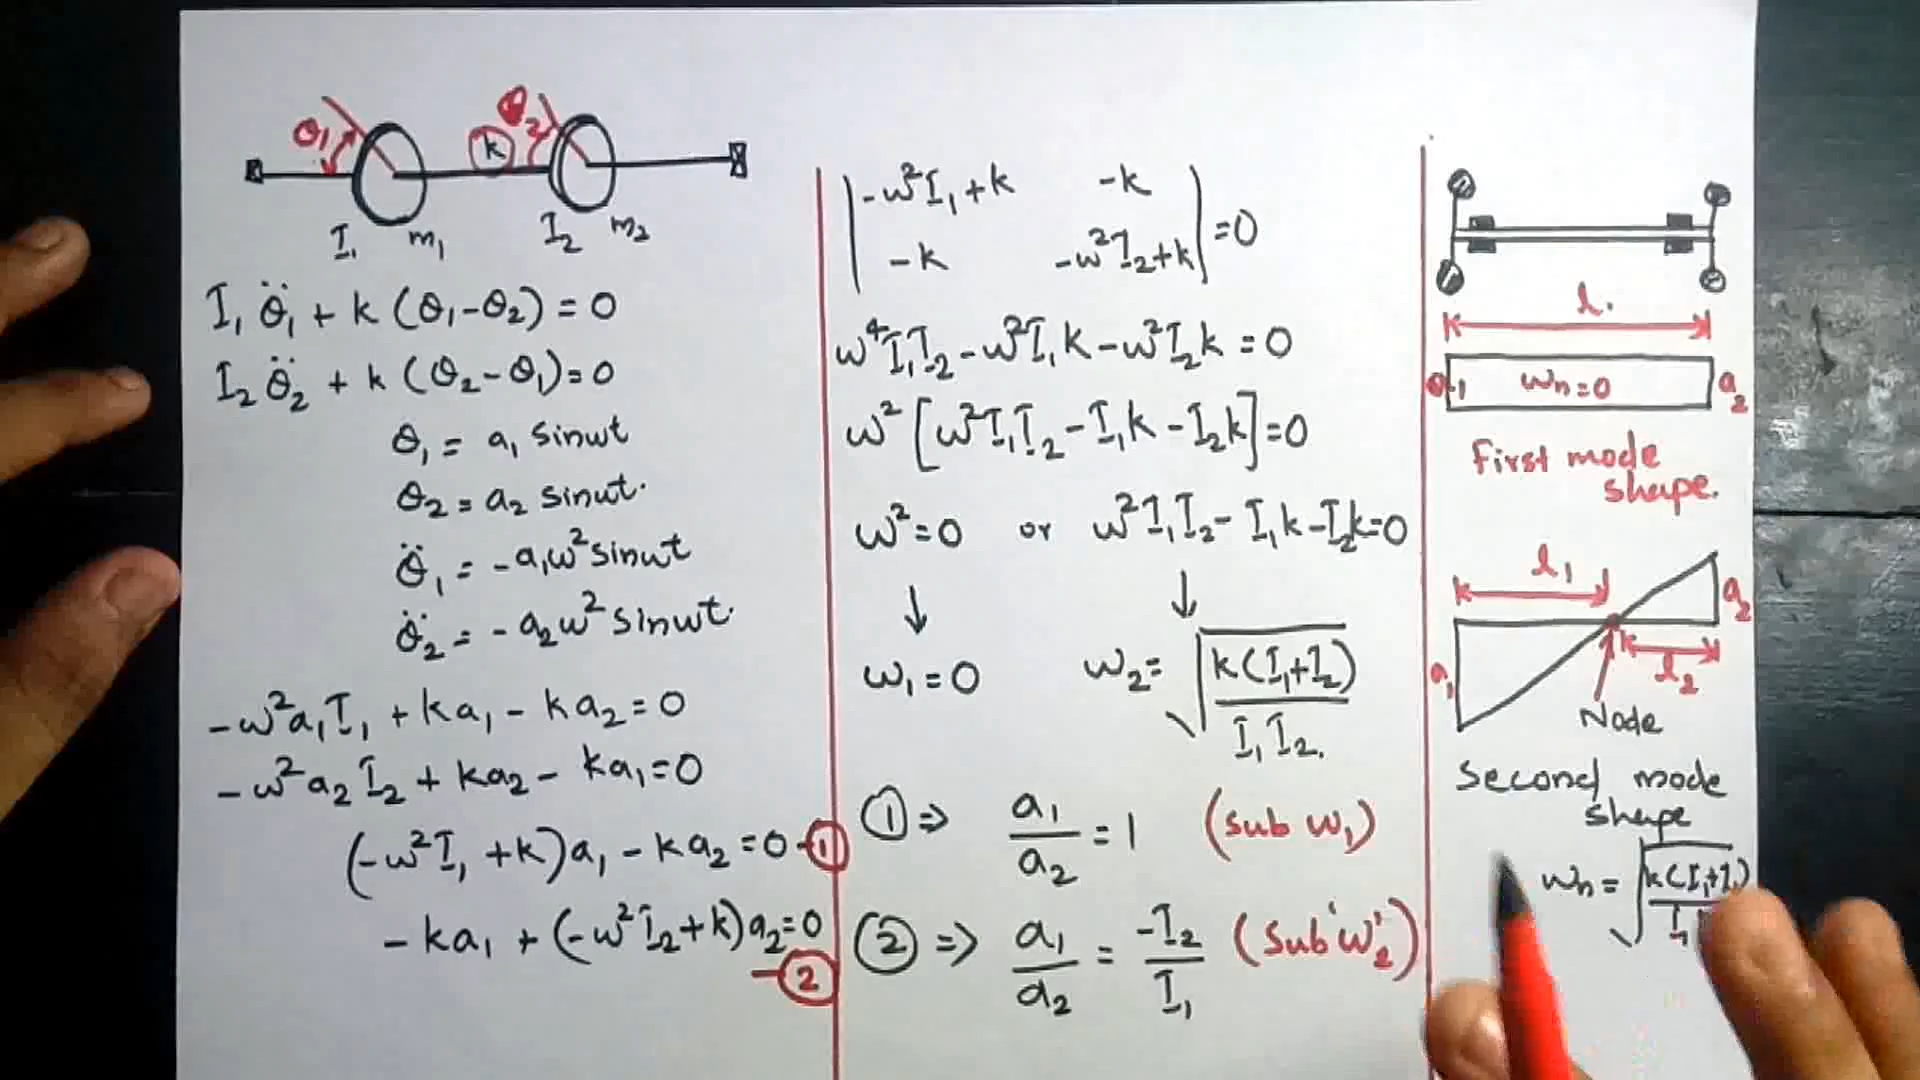 θ₁ k θ₂
I₁ m₁ I₂ m₂
I₁ θ̈₁ + k (θ₁-θ₂) = 0
I₂ θ̈₂ + k (θ₂-θ₁)=0
θ₁ = a₁ sinωt
θ₂ = a₂ sinωt.
θ̈₁ = -a₁ω² sinωt
θ̈₂ = -a₂ω² sinωt.
-ω²a₁I₁ + ka₁ - ka₂ = 0
-ω²a₂I₂ + ka₂ - ka₁=0
(-ω²I₁ +k)a₁ - ka₂ =0 -①
-ka₁ + (-ω²I₂+k)a₂=0
-②
| -ω²I₁ +k -k |
| -k -ω²I₂+k | =0
ω⁴I₁I₂ - ω²I₁k - ω²I₂k = 0
ω² [ω²I₁I₂ - I₁k - I₂k]=0
ω²=0 or ω²I₁I₂ - I₁k-I₂k=0
↓ ↓
ω₁ = 0 ω₂= √(k(I₁+I₂)/I₁I₂.)
① ⇒ a₁/a₂ = 1 (sub ω₁)
② ⇒ a₁/a₂ = -I₂/I₁ (sub 'ω₂')
l.
a₁ ωn=0 a₂
First mode
shape.
l₁
a₂
a₁ l₂
Node
Second mode
shape
ωn =